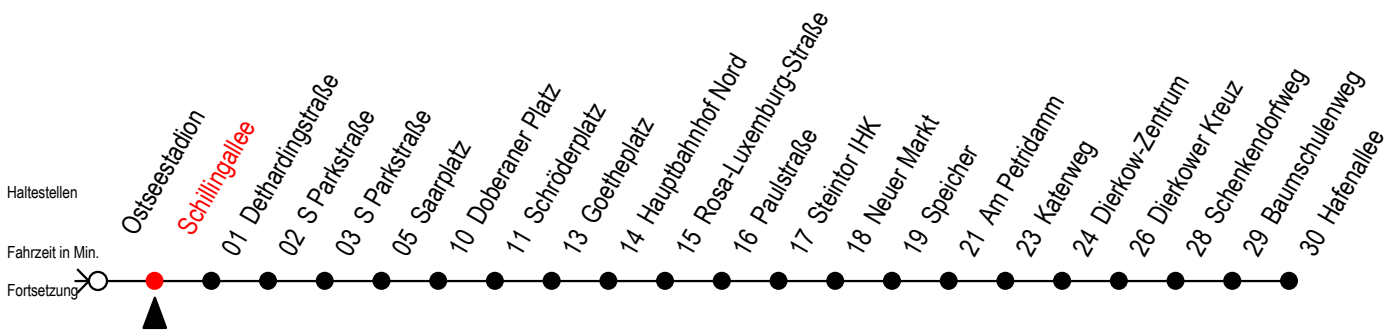 Haltestellen
Fahrzeit in Min.
Fortsetzung
Ostseestadion
Schillingallee
01 Dethardingstraße
02 S Parkstraße
03 S Parkstraße
05 Saarplatz
10 Doberaner Platz
11 Schröderplatz
13 Goetheplatz
14 Hauptbahnhof Nord
15 Rosa-Luxemburg-Straße
16 Paulstraße
17 Steintor IHK
18 Neuer Markt
19 Speicher
21 Am Petridamm
23 Katenweg
24 Dierkow-Zentrum
26 Dierkower Kreuz
28 Schenkendorfweg
29 Baumschulenweg
30 Hafenallee